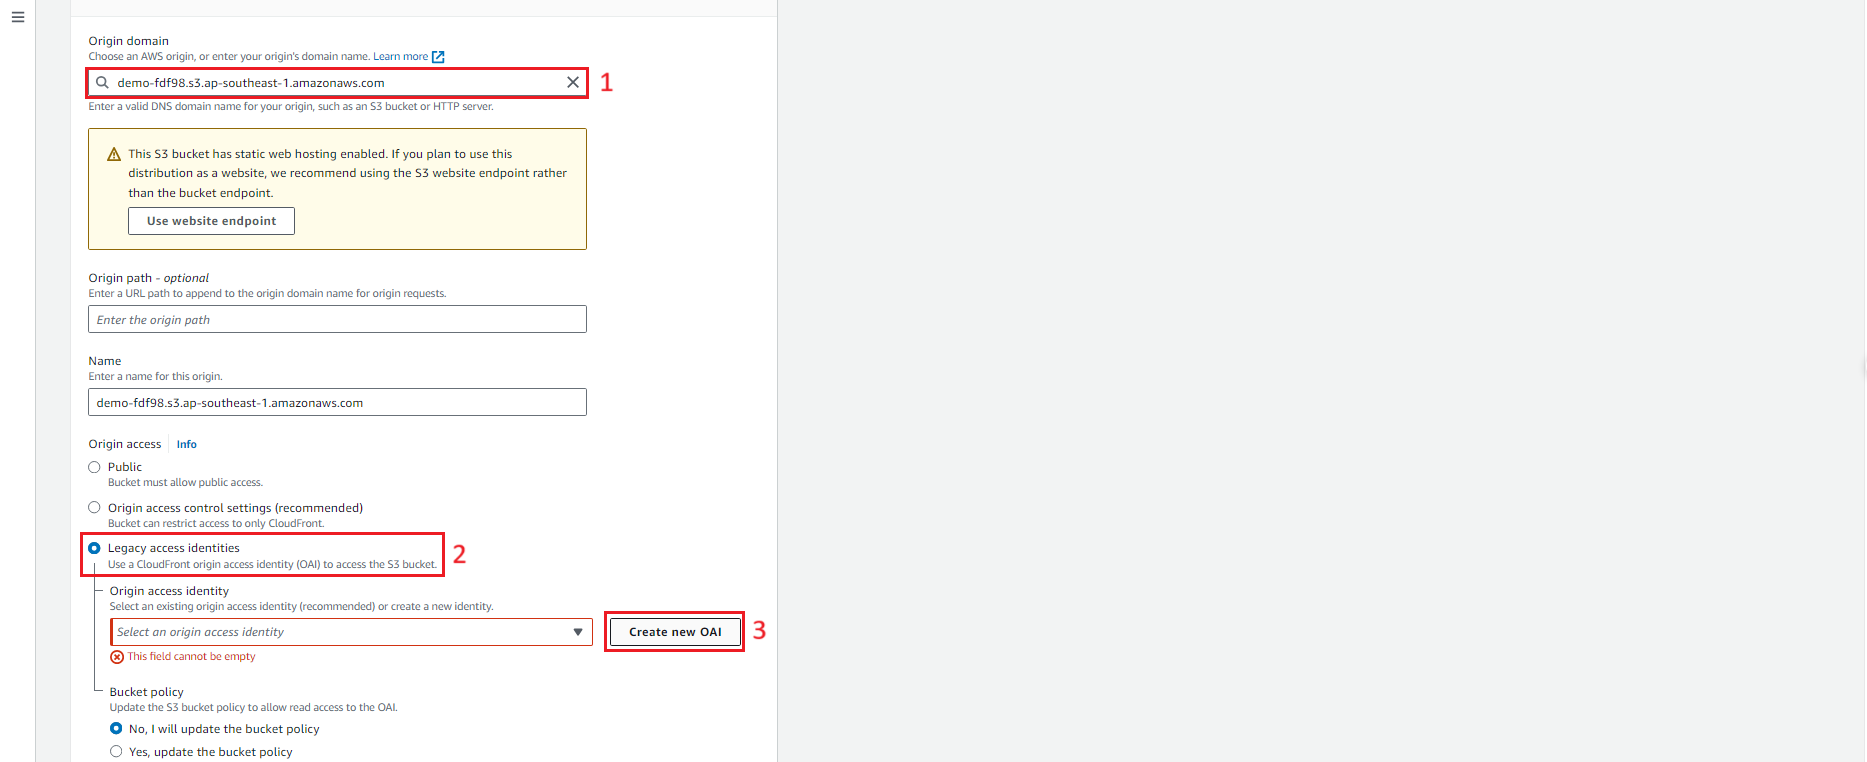 Origin domain
Choose an AWS origin, or enter your origin's domain name. Learn more
demo-fdf98.s3.ap-southeast-1.amazonaws.com
1
Enter a valid DNS domain name for your origin, such as an S3 bucket or HTTP server.
This S3 bucket has static web hosting enabled. If you plan to use this
distribution as a website, we recommend using the S3 website endpoint rather
than the bucket endpoint.
Use website endpoint
Origin path - optional
Enter a URL path to append to the origin domain name for origin requests.
Enter the origin path
Name
Enter a name for this origin.
demo-fdf98.s3.ap-southeast-1.amazonaws.com
Origin access Info
Public
Bucket must allow public access.
Origin access control settings (recommended)
Bucket can restrict access to only CloudFront.
Legacy access identities
2
Use a CloudFront origin access identity (OAI) to access the S3 bucket.
Origin access identity
Select an existing origin access identity (recommended) or create a new identity.
Select an origin access identity
Create new OAI
3
This field cannot be empty
Bucket policy
Update the S3 bucket policy to allow read access to the OAI.
No, I will update the bucket policy
Yes, update the bucket policy